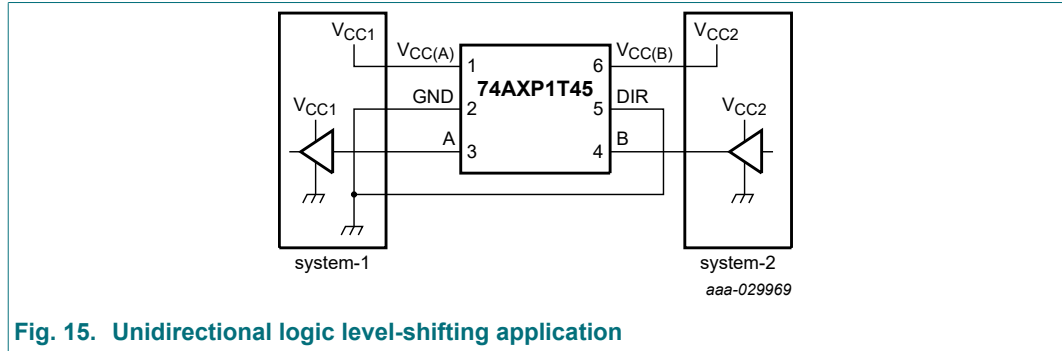 VCC1
VCC(A)
VCC(B)
VCC2
1
6
74AXP1T45
GND
2
5
DIR
VCC1
VCC2
A
3
4
B
system-1
system-2
aaa-029969
Fig. 15. Unidirectional logic level-shifting application